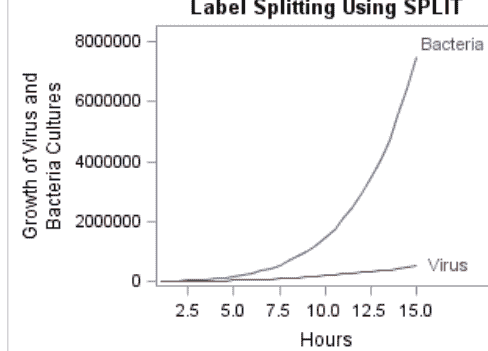 Label Splitting Using SPLIT
Growth of Virus and
Bacteria Cultures
8000000
6000000
4000000
2000000
0
Bacteria
Virus
2.5 5.0 7.5 10.0 12.5 15.0
Hours